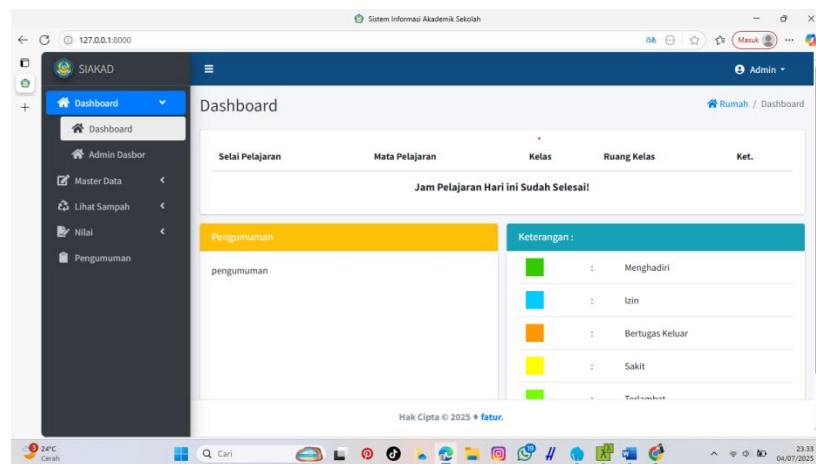 Sistem Informasi Akademik Sekolah
127.0.0.1:8000
Masuk
SIAKAD
Admin
Dashboard
Dashboard
Admin Dasbor
Master Data
Lihat Sampah
Nilai
Pengumuman
Dashboard
Rumah / Dashboard
Selai Pelajaran Mata Pelajaran Kelas Ruang Kelas Ket.
Jam Pelajaran Hari ini Sudah Selesai!
Pengumuman
pengumuman
Keterangan :
: Menghadiri
: Izin
: Bertugas Keluar
: Sakit
: Terlambat
Hak Cipta © 2025 ♦ fatur.
24°C
Cerah
Cari
23.33
04/07/2025